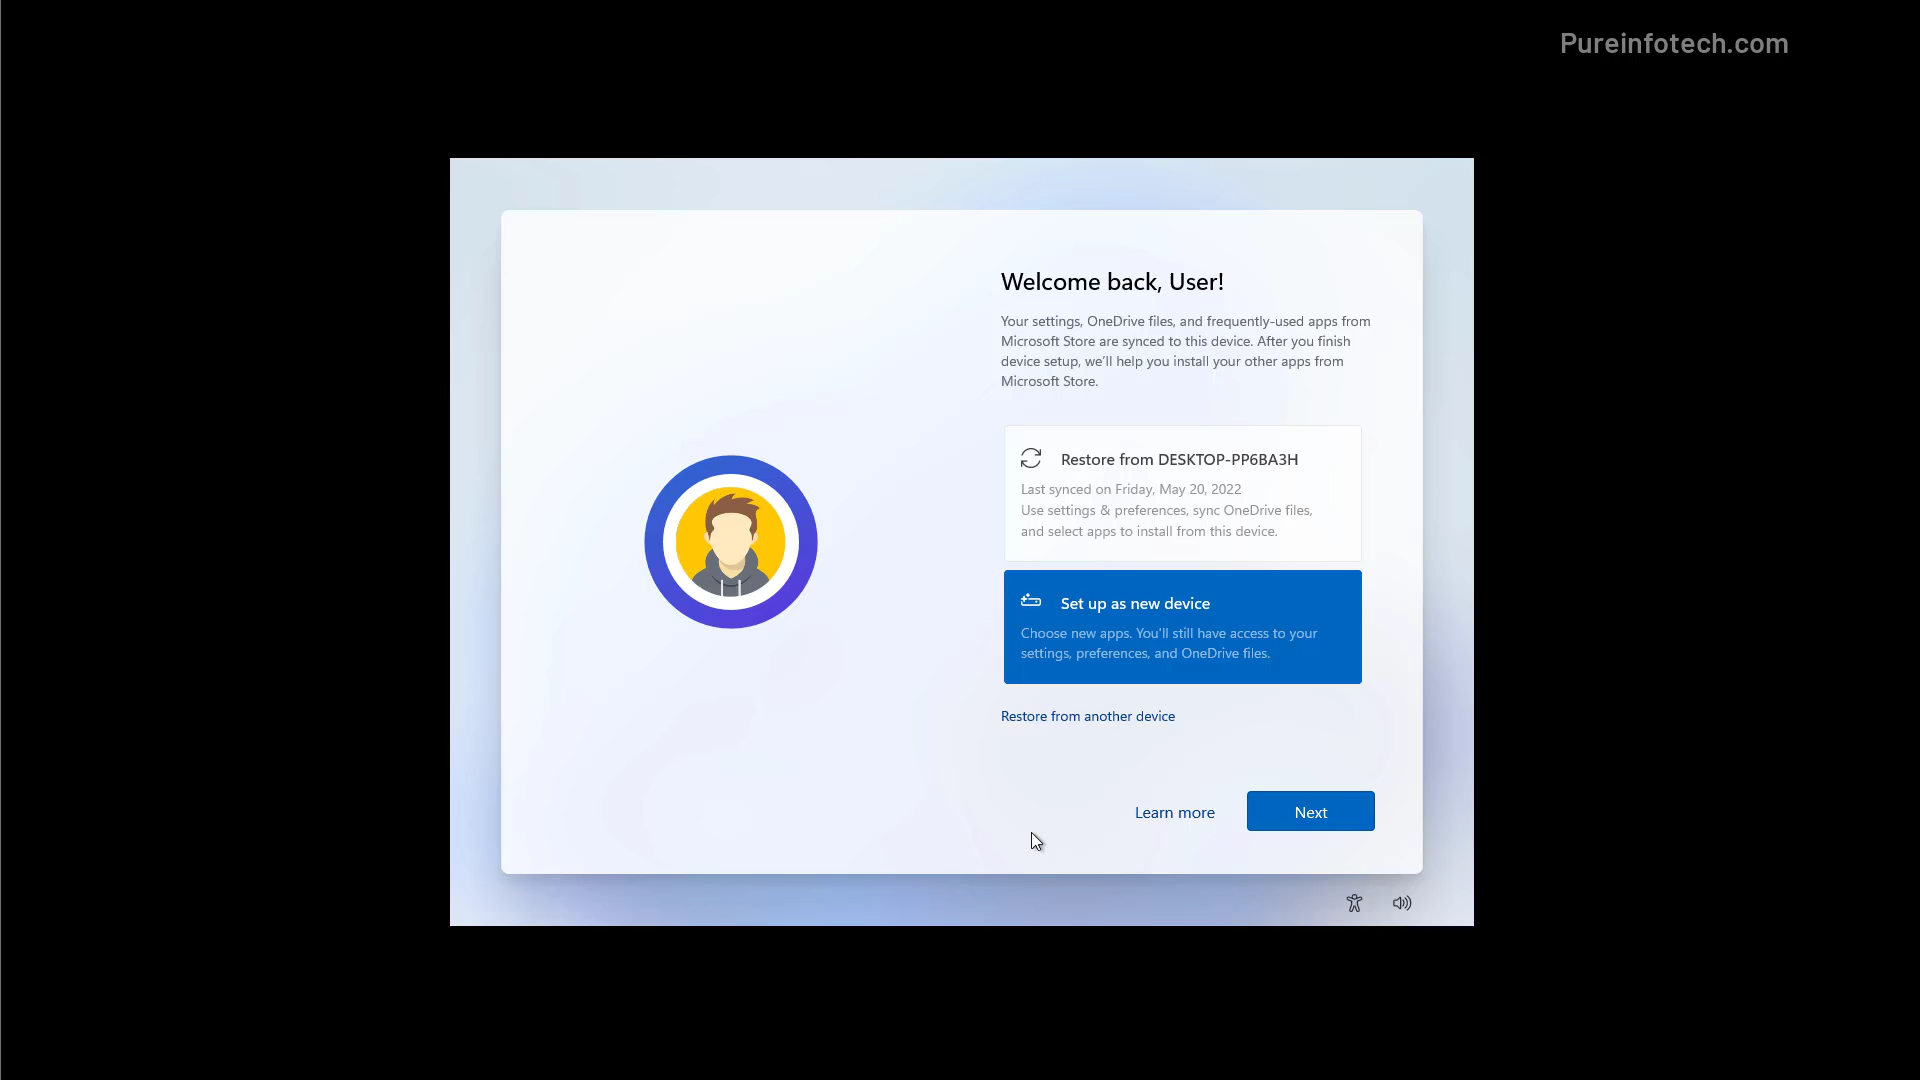 Pureinfotech.com
Welcome back, User!
Your settings, OneDrive files, and frequently-used apps from
Microsoft Store are synced to this device. After you finish
device setup, we'll help you install your other apps from
Microsoft Store.
Restore from DESKTOP-PP6BA3H
Last synced on Friday, May 20, 2022
Use settings & preferences, sync OneDrive files,
and select apps to install from this device.
Set up as new device
Choose new apps. You'll still have access to your
settings, preferences, and OneDrive files.
Restore from another device
Learn more
Next